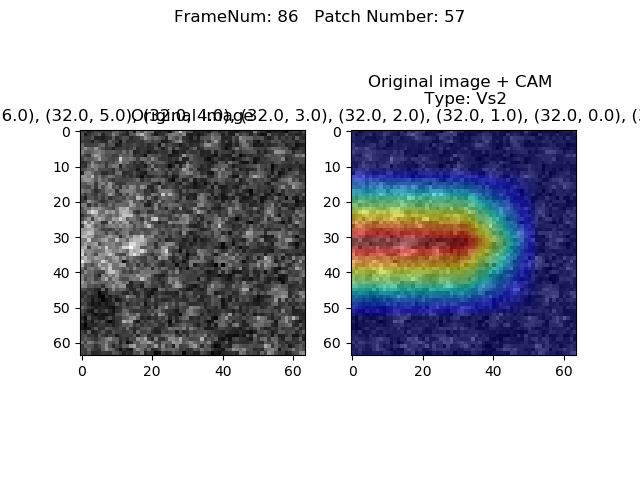 FrameNum: 86   Patch Number: 57
Original image + CAM
Type: Vs2
6.0), (32.0, 5.0), (32.0, 4.0), (32.0, 3.0), (32.0, 2.0), (32.0, 1.0), (32.0, 0.0), (3
Original image
0
10
20
30
40
50
60
0 20 40 60
0
10
20
30
40
50
60
0 20 40 60